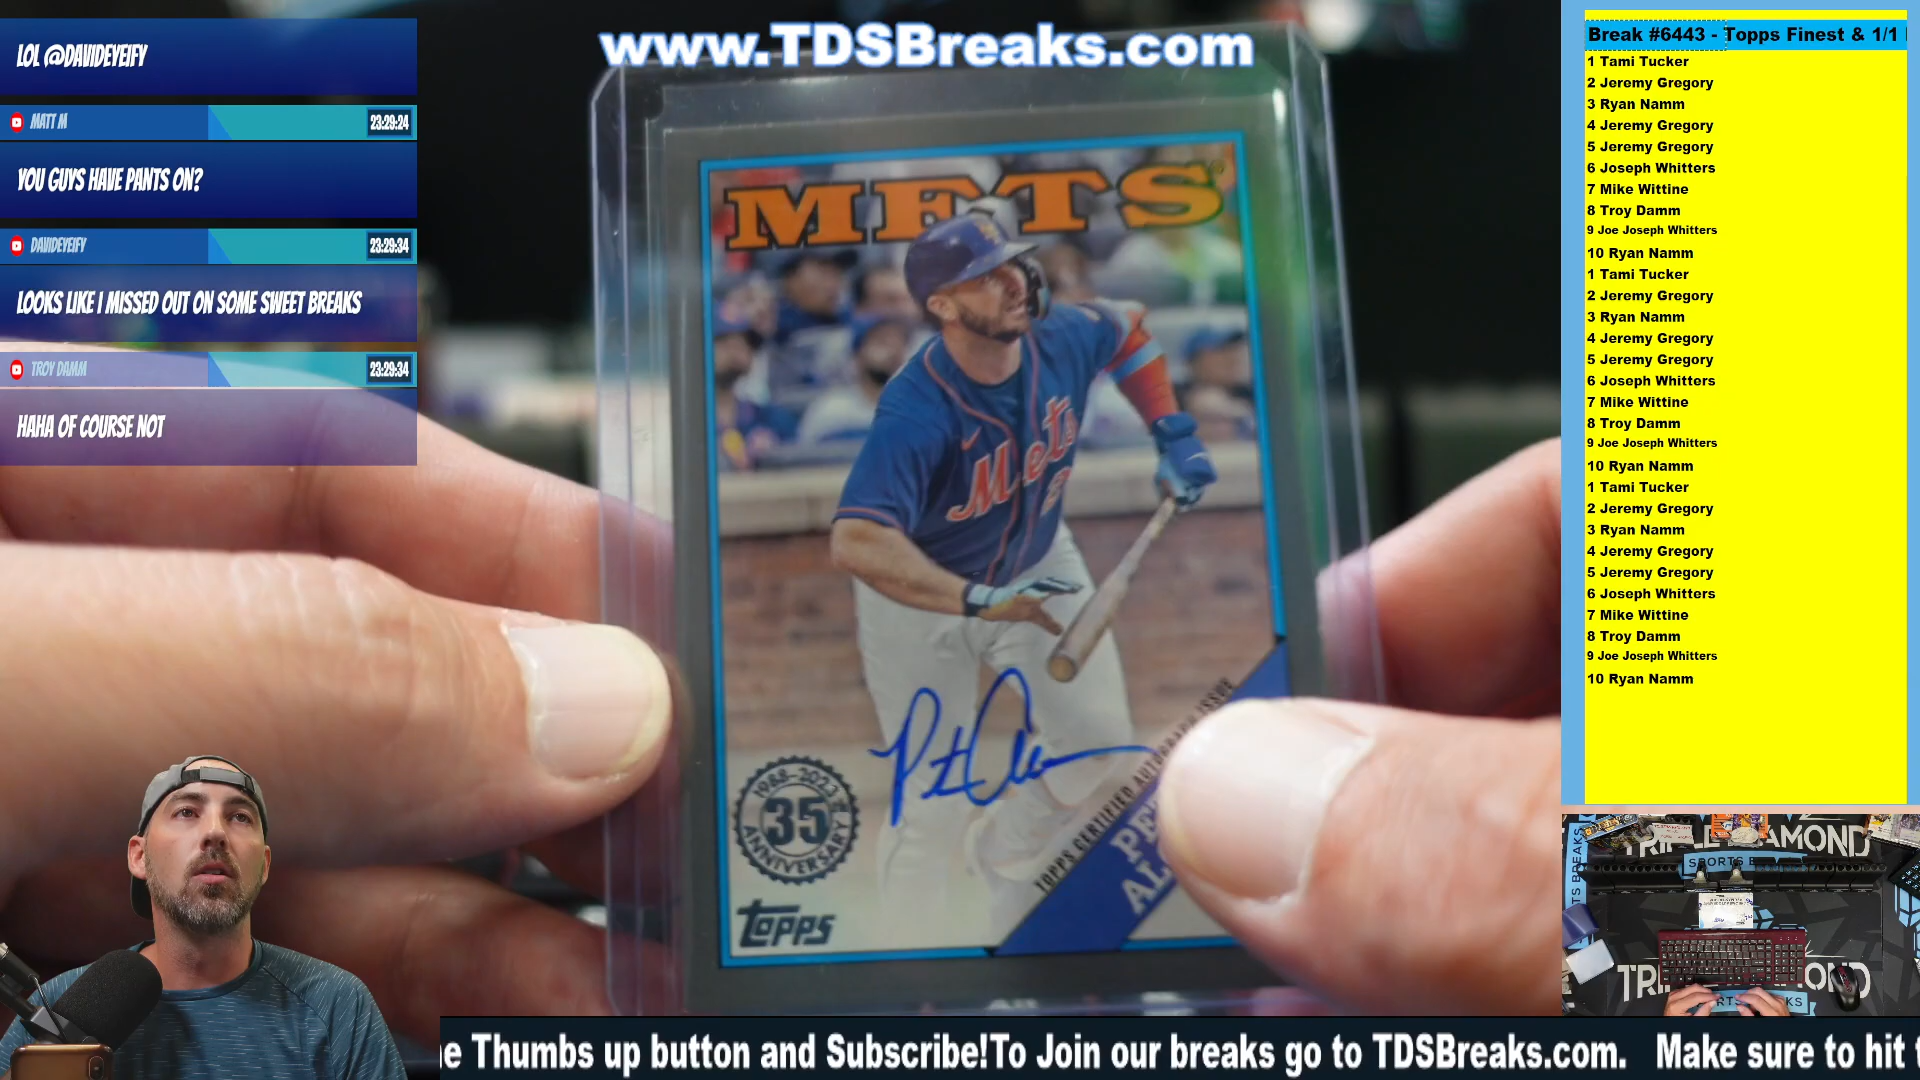 LOL @DAVIDEYEIFY
MATT M
23:29:24
YOU GUYS HAVE PANTS ON?
DAVIDEYEIFY
23:29:34
LOOKS LIKE I MISSED OUT ON SOME SWEET BREAKS
TROY DAMM
23:29:34
HAHA OF COURSE NOT
www.TDSBreaks.com
METS
Mets
Pete Alonso
1988-2023
35
ANNIVERSARY
TOPPS CERTIFIED AUTOGRAPH ISSUE
Topps
Break #6443 - Topps Finest & 1/1
1 Tami Tucker
2 Jeremy Gregory
3 Ryan Namm
4 Jeremy Gregory
5 Jeremy Gregory
6 Joseph Whitters
7 Mike Wittine
8 Troy Damm
9 Joe Joseph Whitters
10 Ryan Namm
1 Tami Tucker
2 Jeremy Gregory
3 Ryan Namm
4 Jeremy Gregory
5 Jeremy Gregory
6 Joseph Whitters
7 Mike Wittine
8 Troy Damm
9 Joe Joseph Whitters
10 Ryan Namm
1 Tami Tucker
2 Jeremy Gregory
3 Ryan Namm
4 Jeremy Gregory
5 Jeremy Gregory
6 Joseph Whitters
7 Mike Wittine
8 Troy Damm
9 Joe Joseph Whitters
10 Ryan Namm
SPORTS
e Thumbs up button and Subscribe!To Join our breaks go to TDSBreaks.com. Make sure to hit